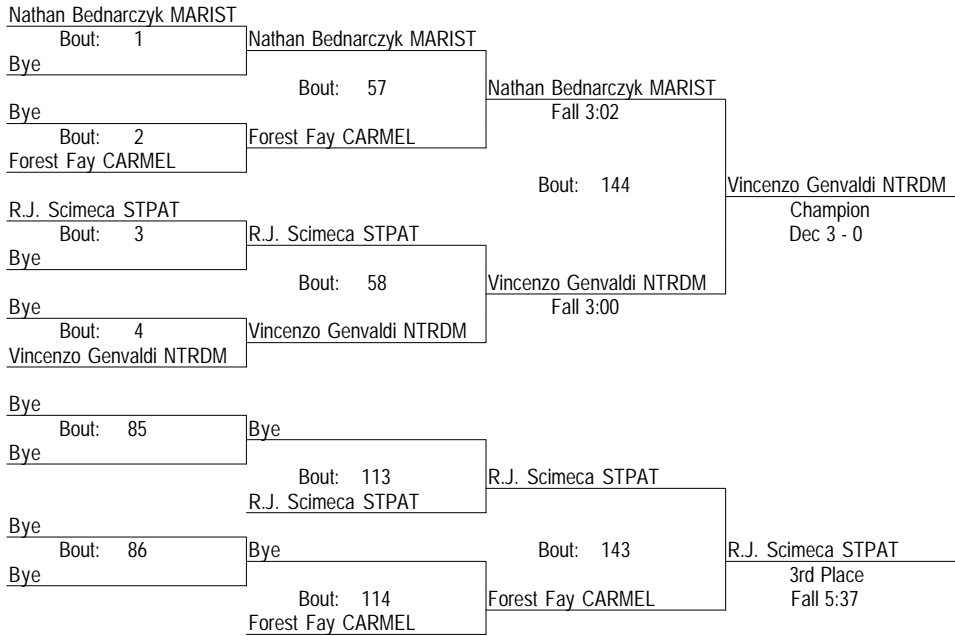 Nathan Bednarczyk MARIST
Bout: 1
Nathan Bednarczyk MARIST
Bye
Bout: 57
Nathan Bednarczyk MARIST
Bye
Fall 3:02
Bout: 2
Forest Fay CARMEL
Forest Fay CARMEL
Bout: 144
Vincenzo Genvaldi NTRDM
R.J. Scimeca STPAT
Champion
Bout: 3
R.J. Scimeca STPAT
Dec 3 - 0
Bye
Bout: 58
Vincenzo Genvaldi NTRDM
Bye
Fall 3:00
Bout: 4
Vincenzo Genvaldi NTRDM
Vincenzo Genvaldi NTRDM
Bye
Bout: 85
Bye
Bye
Bout: 113
R.J. Scimeca STPAT
R.J. Scimeca STPAT
Bye
Bout: 86
Bye
Bout: 143
R.J. Scimeca STPAT
Bye
3rd Place
Bout: 114
Forest Fay CARMEL
Fall 5:37
Forest Fay CARMEL